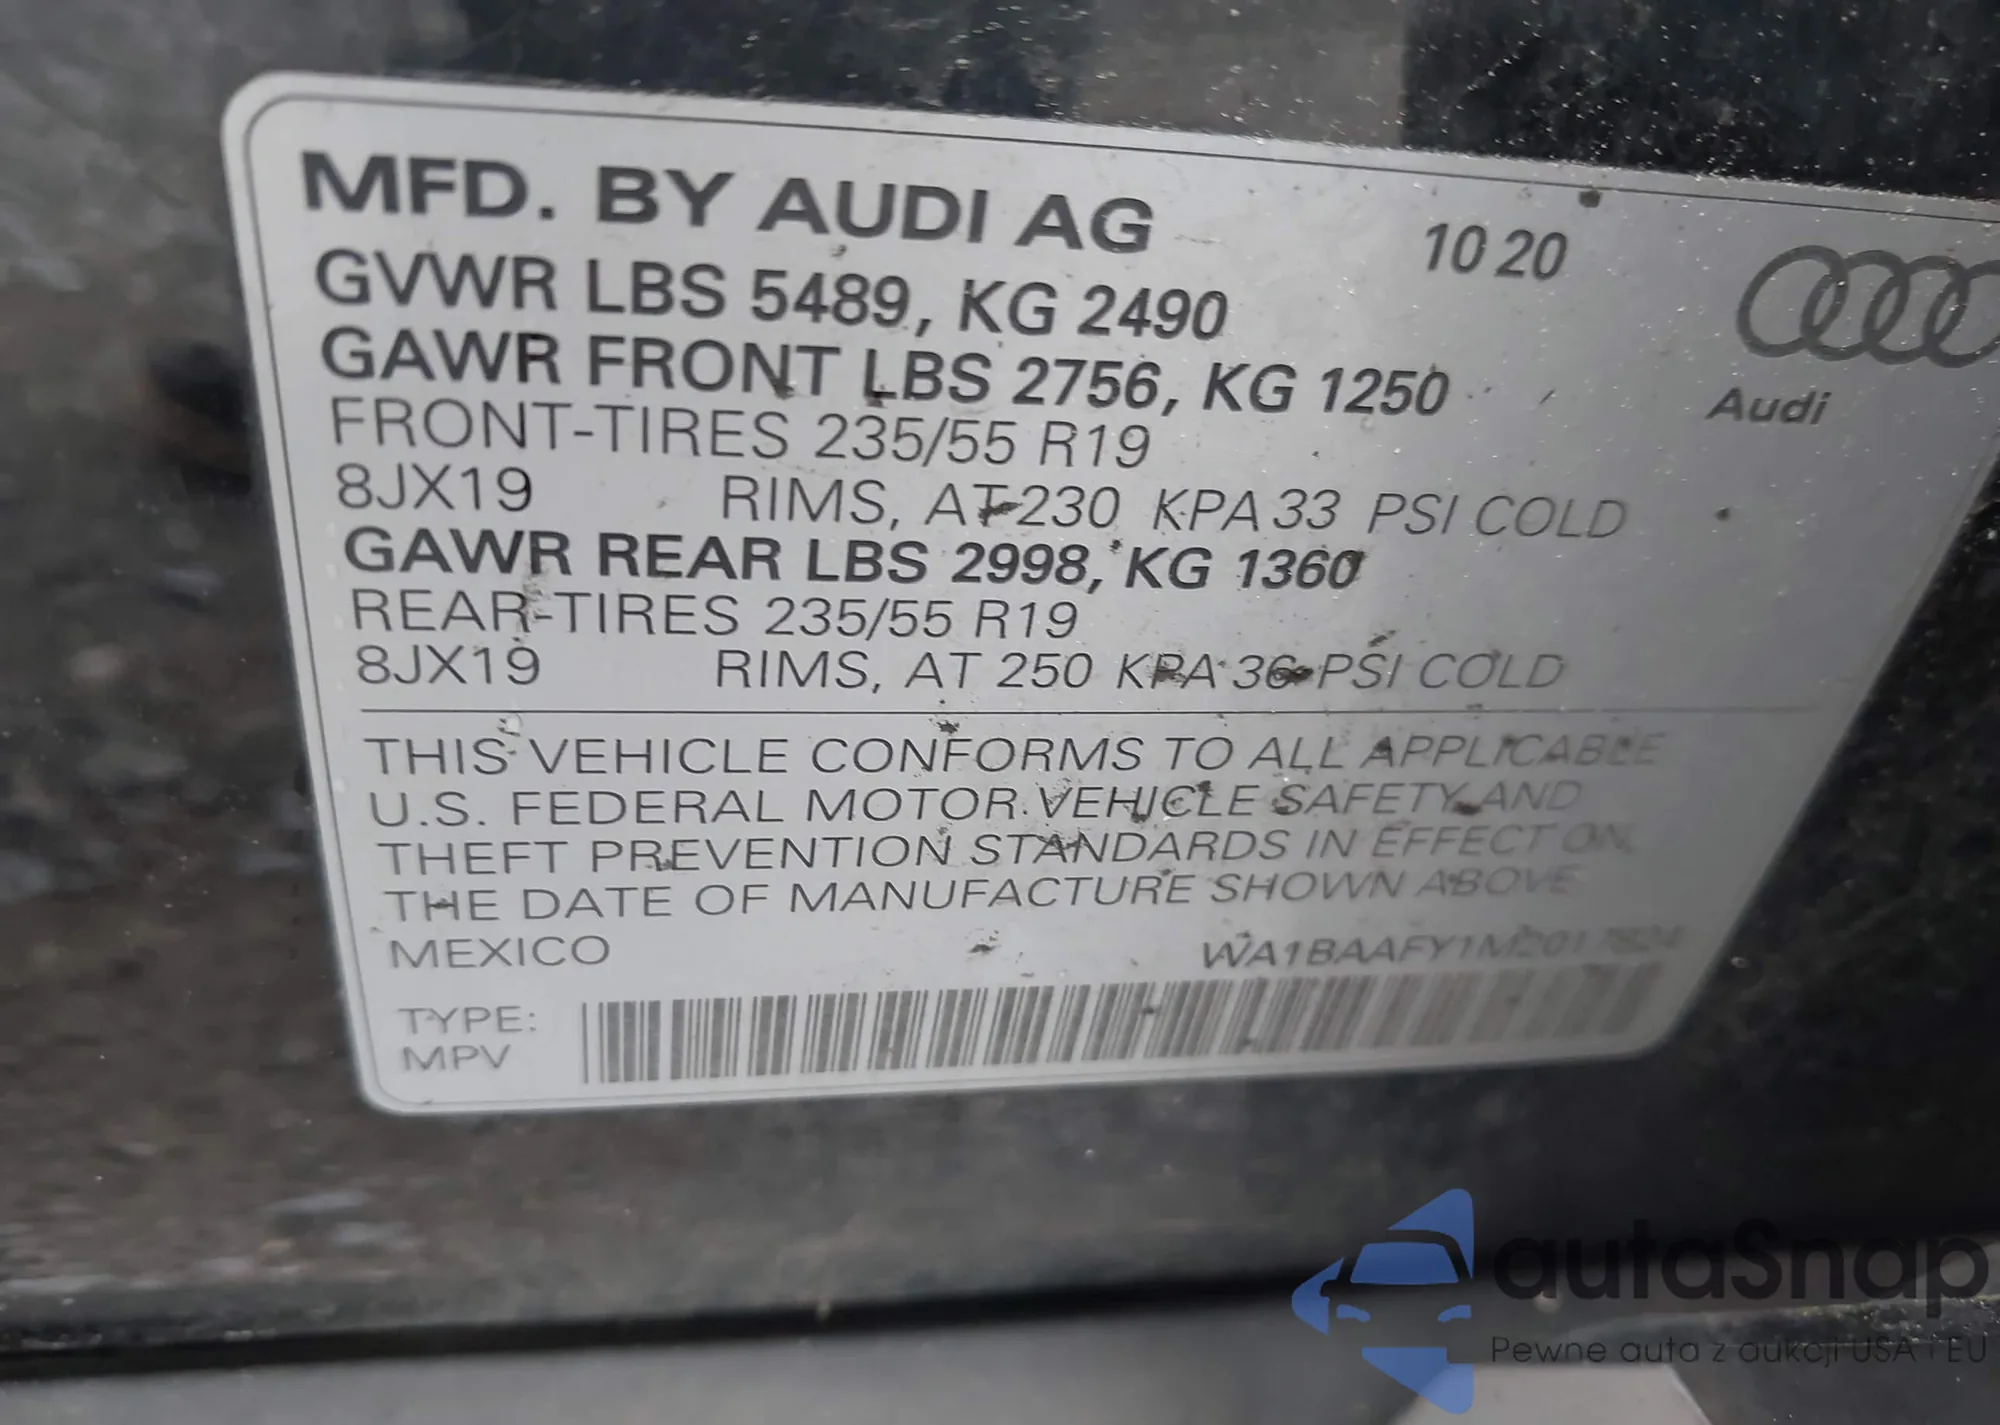 MFD. BY AUDI AG 10 20
GVWR LBS 5489, KG 2490
GAWR FRONT LBS 2756, KG 1250
Audi
FRONT-TIRES 235/55 R19
8JX19 RIMS, AT 230 KPA 33 PSI COLD
GAWR REAR LBS 2998, KG 1360
REAR-TIRES 235/55 R19
8JX19 RIMS, AT 250 KPA 36 PSI COLD
THIS VEHICLE CONFORMS TO ALL APPLICABLE
U.S. FEDERAL MOTOR VEHICLE SAFETY AND
THEFT PREVENTION STANDARDS IN EFFECT ON
THE DATE OF MANUFACTURE SHOWN ABOVE
MEXICO WA1BAAFY1M2017824
TYPE:
MPV
autaSnap
Pewne auta z aukcji USA i EU